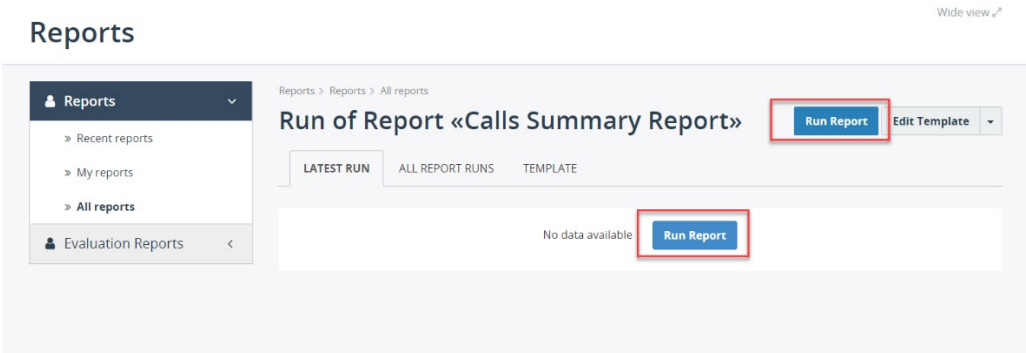 Wide view
Reports
Reports
» Recent reports
» My reports
» All reports
Evaluation Reports
Reports > Reports > All reports
Run of Report «Calls Summary Report»
Run Report
Edit Template
LATEST RUN
ALL REPORT RUNS
TEMPLATE
No data available
Run Report